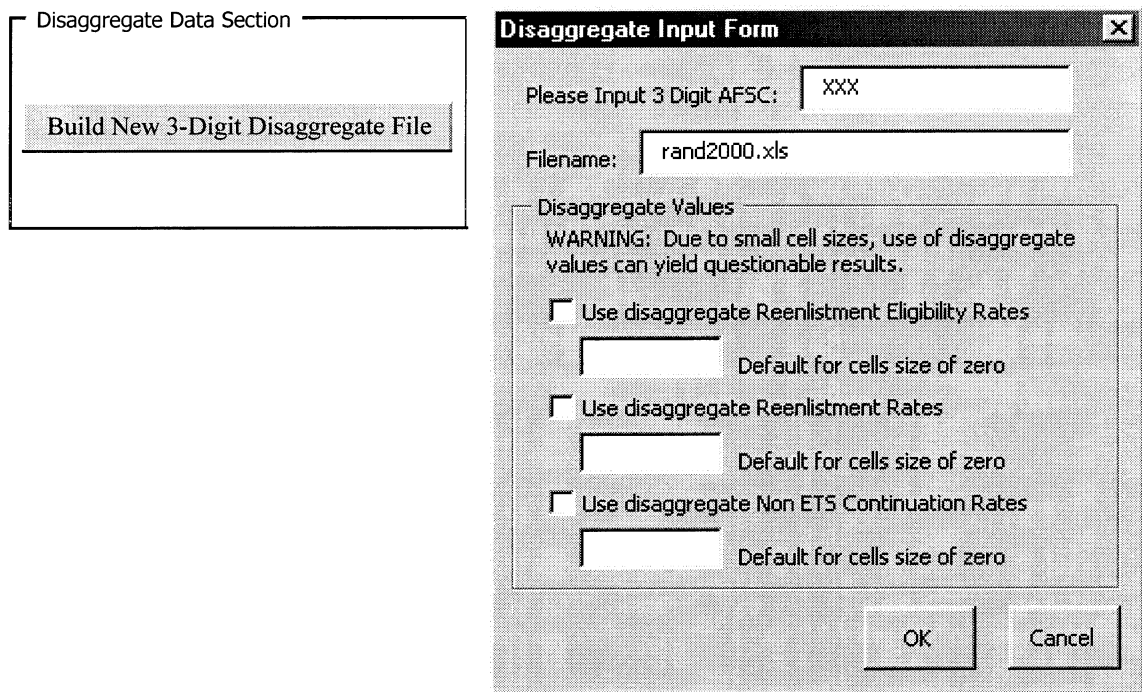 Disaggregate Data Section
Build New 3-Digit Disaggregate File
Disaggregate Input Form
Please Input 3 Digit AFSC: XXX
Filename: rand2000.xls
Disaggregate Values
WARNING: Due to small cell sizes, use of disaggregate
values can yield questionable results.
Use disaggregate Reenlistment Eligibility Rates
Default for cells size of zero
Use disaggregate Reenlistment Rates
Default for cells size of zero
Use disaggregate Non ETS Continuation Rates
Default for cells size of zero
OK Cancel